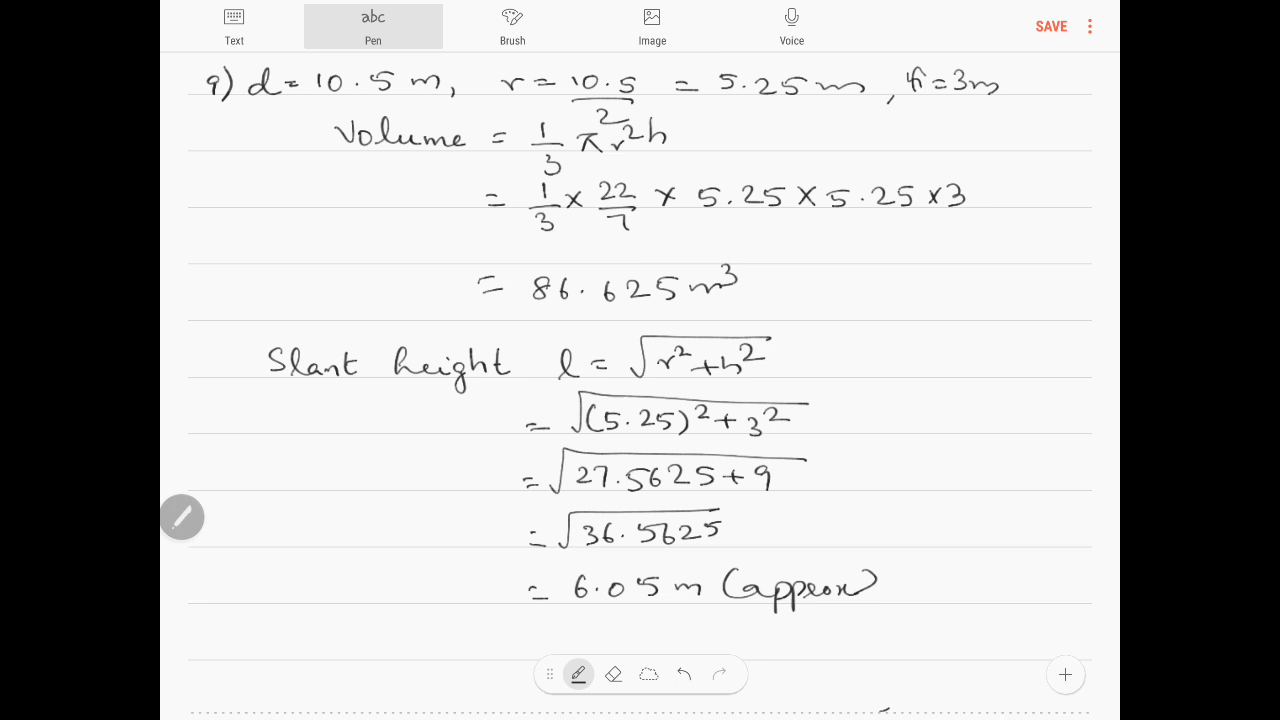 Text
abc
Pen
Brush
Image
Voice
SAVE
9) d = 10.5 m, r = 10.5/2 = 5.25 m, h = 3m
Volume = 1/3 π r²h
= 1/3 × 22/7 × 5.25 × 5.25 × 3
= 86.625 m³
Slant height l = √(r² + h²)
= √((5.25)² + 3²)
= √(27.5625 + 9)
= √36.5625
= 6.05 m (approx)